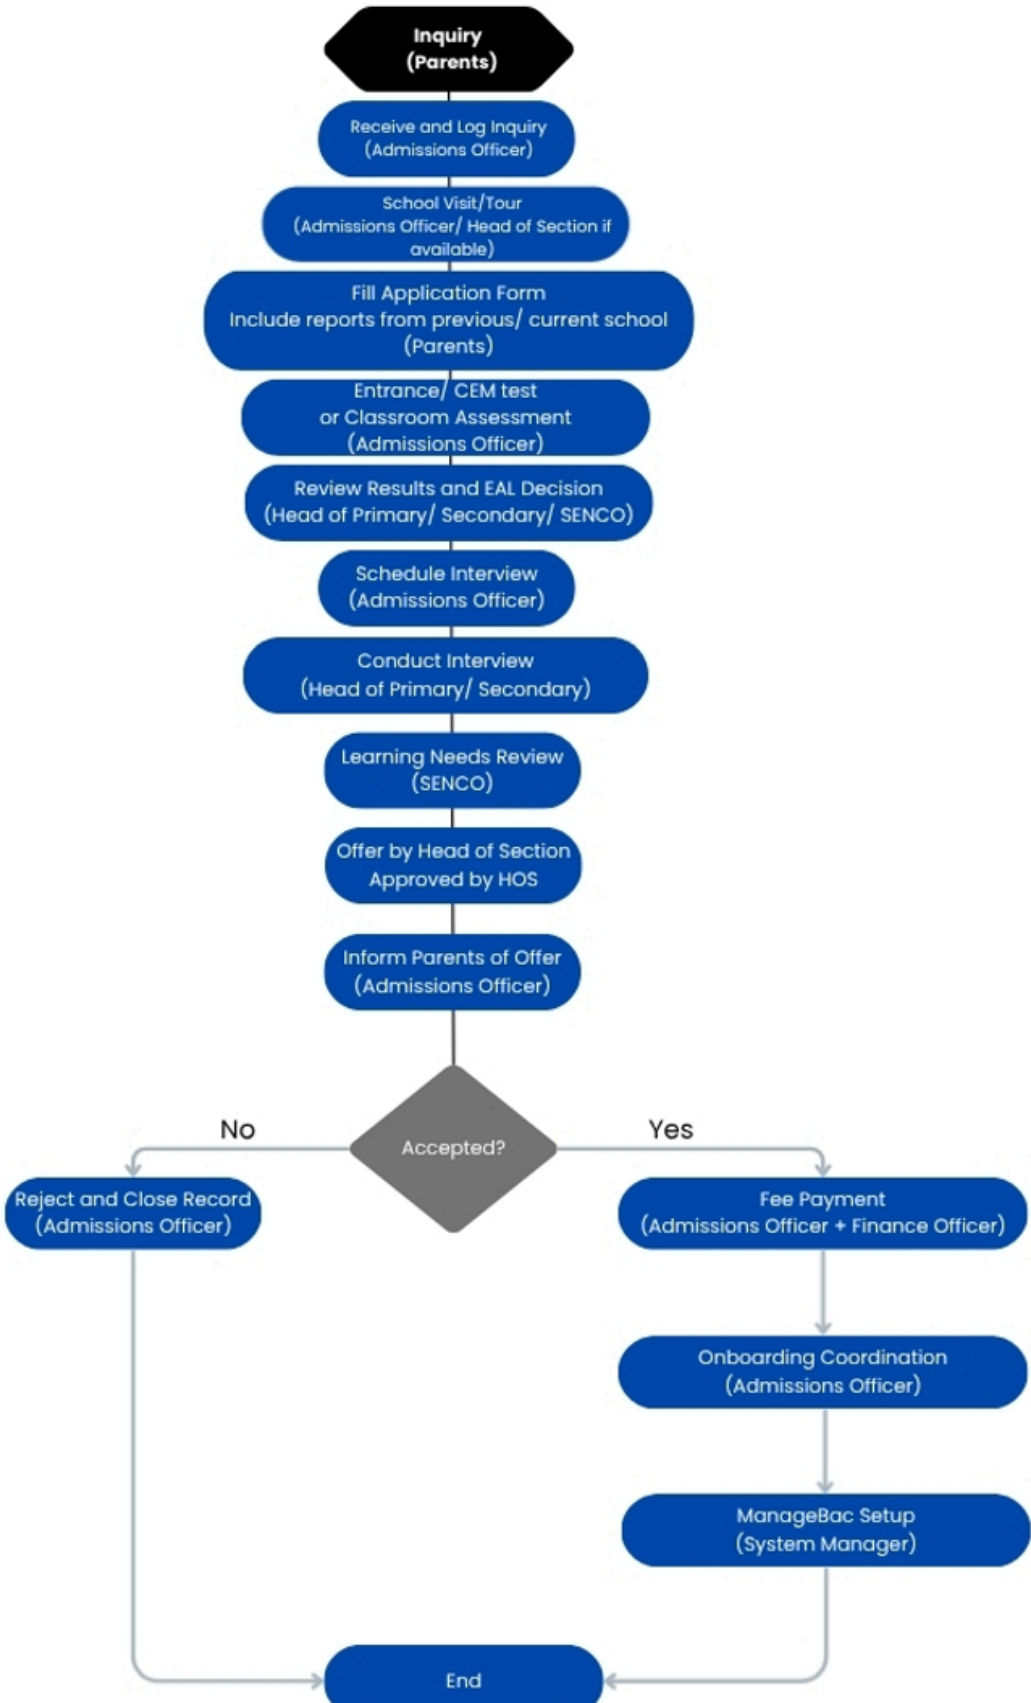 Inquiry
(Parents)
Receive and Log Inquiry
(Admissions Officer)
School Visit/Tour
(Admissions Officer/ Head of Section if
available)
Fill Application Form
Include reports from previous/ current school
(Parents)
Entrance/ CEM test
or Classroom Assessment
(Admissions Officer)
Review Results and EAL Decision
(Head of Primary/ Secondary/ SENCO)
Schedule Interview
(Admissions Officer)
Conduct Interview
(Head of Primary/ Secondary)
Learning Needs Review
(SENCO)
Offer by Head of Section
Approved by HOS
Inform Parents of Offer
(Admissions Officer)
Accepted?
No
Yes
Reject and Close Record
(Admissions Officer)
Fee Payment
(Admissions Officer + Finance Officer)
Onboarding Coordination
(Admissions Officer)
ManageBac Setup
(System Manager)
End